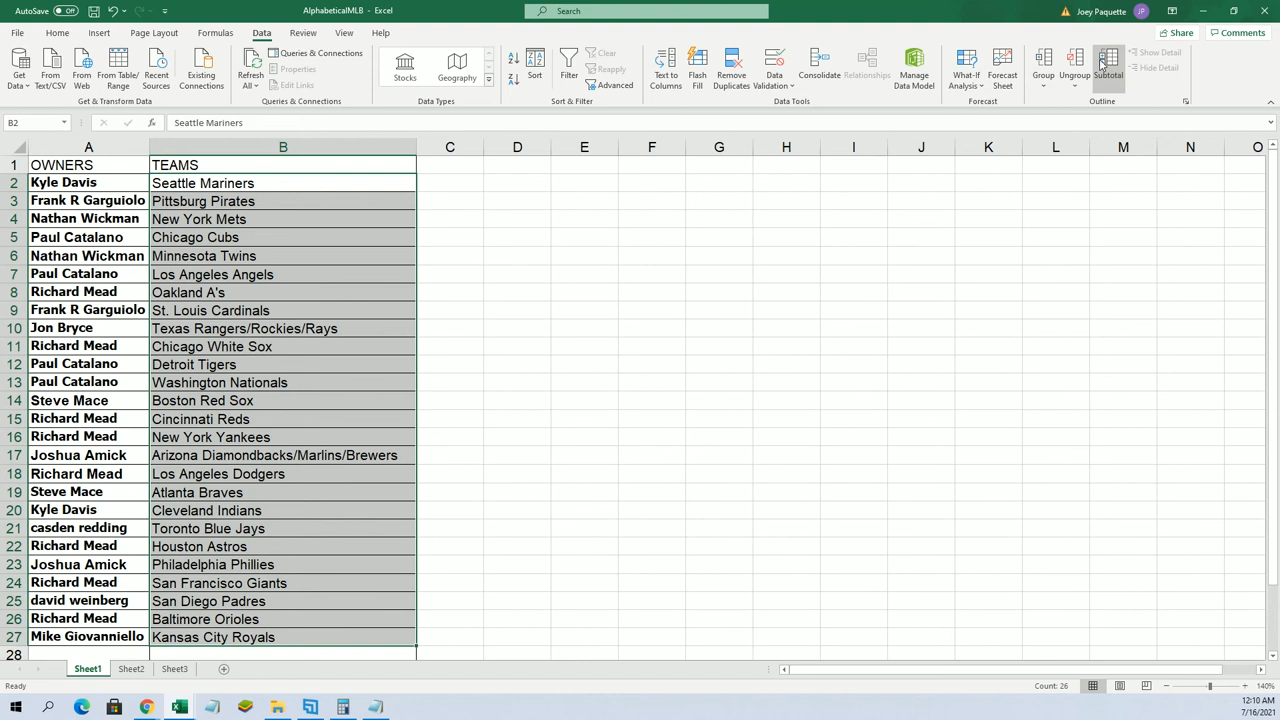 AutoSave Off AlphabeticalMLB - Excel Search Joey Paquette JP
File Home Insert Page Layout Formulas Data Review View Help Share Comments
Get Data From Text/CSV From Web From Table/Range Recent Sources Existing Connections
Get & Transform Data
Refresh All Queries & Connections Properties Edit Links
Queries & Connections
Stocks Geography
Data Types
Sort Filter Clear Reapply Advanced
Sort & Filter
Text to Columns Flash Fill Remove Duplicates Data Validation Consolidate Relationships Manage Data Model
Data Tools
What-If Analysis Forecast Sheet
Forecast
Group Ungroup Subtotal Show Detail Hide Detail
Outline
B2 fx Seattle Mariners
A B C D E F G H I J K L M N O
1 OWNERS TEAMS
2 Kyle Davis Seattle Mariners
3 Frank R Garguiolo Pittsburg Pirates
4 Nathan Wickman New York Mets
5 Paul Catalano Chicago Cubs
6 Nathan Wickman Minnesota Twins
7 Paul Catalano Los Angeles Angels
8 Richard Mead Oakland A's
9 Frank R Garguiolo St. Louis Cardinals
10 Jon Bryce Texas Rangers/Rockies/Rays
11 Richard Mead Chicago White Sox
12 Paul Catalano Detroit Tigers
13 Paul Catalano Washington Nationals
14 Steve Mace Boston Red Sox
15 Richard Mead Cincinnati Reds
16 Richard Mead New York Yankees
17 Joshua Amick Arizona Diamondbacks/Marlins/Brewers
18 Richard Mead Los Angeles Dodgers
19 Steve Mace Atlanta Braves
20 Kyle Davis Cleveland Indians
21 casden redding Toronto Blue Jays
22 Richard Mead Houston Astros
23 Joshua Amick Philadelphia Phillies
24 Richard Mead San Francisco Giants
25 david weinberg San Diego Padres
26 Richard Mead Baltimore Orioles
27 Mike Giovanniello Kansas City Royals
28
Sheet1 Sheet2 Sheet3
Ready Count: 26 140%
12:10 AM
7/16/2021